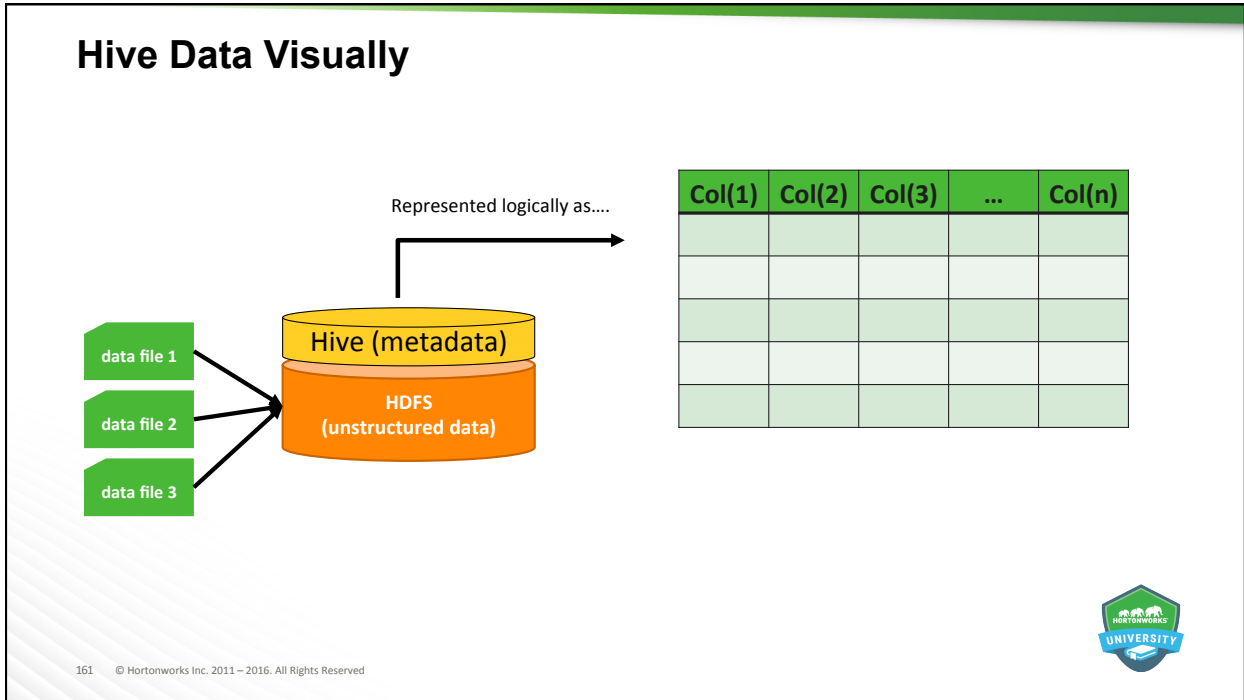 Hive Data Visually
Represented logically as….
Col(1) Col(2) Col(3) … Col(n)
Hive (metadata)
data file 1
HDFS
(unstructured data)
data file 2
data file 3
HORTONWORKS
UNIVERSITY
161 © Hortonworks Inc. 2011 – 2016. All Rights Reserved